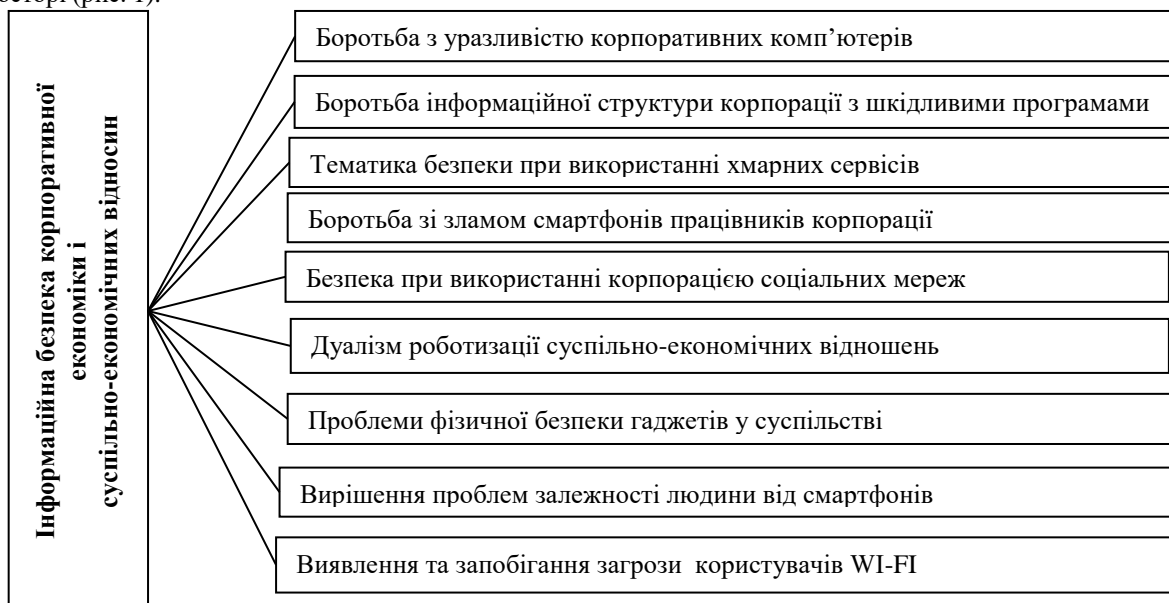 Інформаційна безпека корпоративної
економіки і
суспільно-економічних відносин
Боротьба з уразливістю корпоративних комп’ютерів
Боротьба інформаційної структури корпорації з шкідливими програмами
Тематика безпеки при використанні хмарних сервісів
Боротьба зі зламом смартфонів працівників корпорації
Безпека при використанні корпорацією соціальних мереж
Дуалізм роботизації суспільно-економічних відношень
Проблеми фізичної безпеки гаджетів у суспільстві
Вирішення проблем залежності людини від смартфонів
Виявлення та запобігання загрози користувачів WI-FI